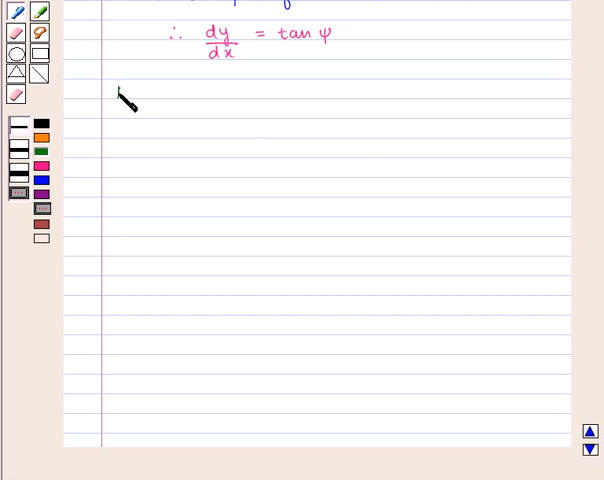 ∴ dy/dx = tan ψ